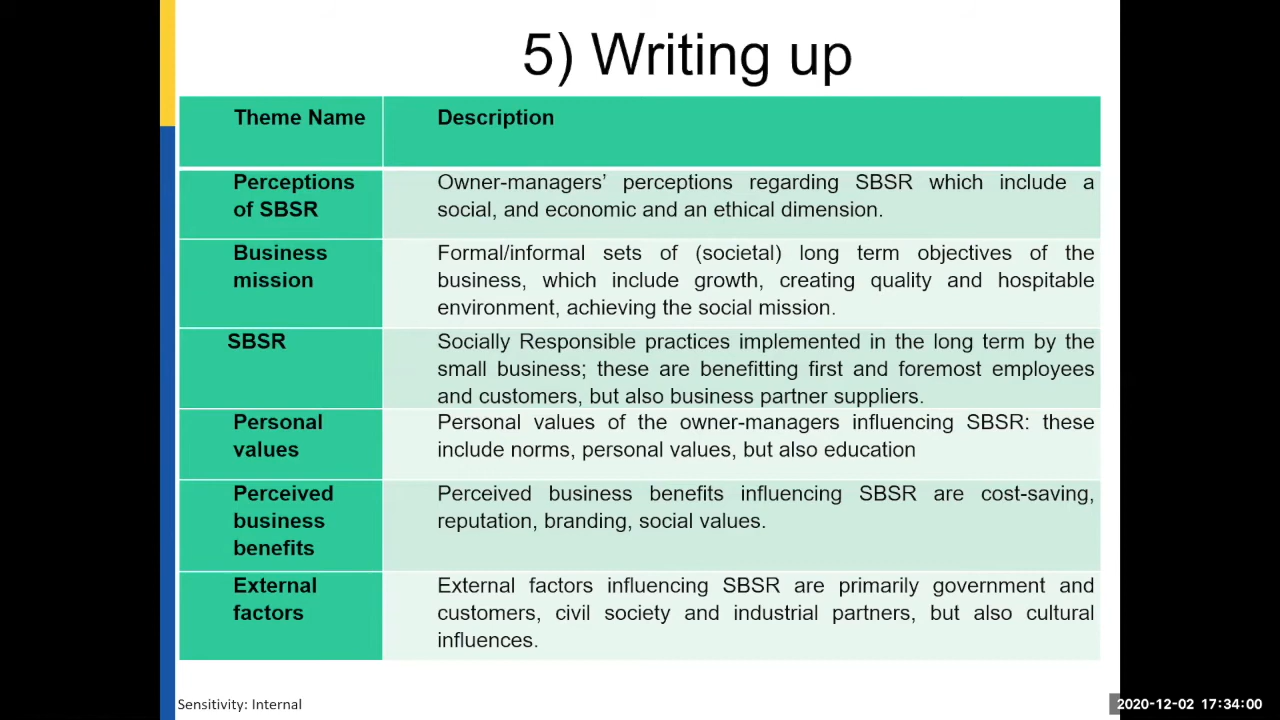 5) Writing up
Theme Name
Description
Perceptions
of SBSR
Owner-managers’ perceptions regarding SBSR which include a
social, and economic and an ethical dimension.
Business
mission
Formal/informal sets of (societal) long term objectives of the
business, which include growth, creating quality and hospitable
environment, achieving the social mission.
SBSR
Socially Responsible practices implemented in the long term by the
small business; these are benefitting first and foremost employees
and customers, but also business partner suppliers.
Personal
values
Personal values of the owner-managers influencing SBSR: these
include norms, personal values, but also education
Perceived
business
benefits
Perceived business benefits influencing SBSR are cost-saving,
reputation, branding, social values.
External
factors
External factors influencing SBSR are primarily government and
customers, civil society and industrial partners, but also cultural
influences.
Sensitivity: Internal
2020-12-02 17:34:00